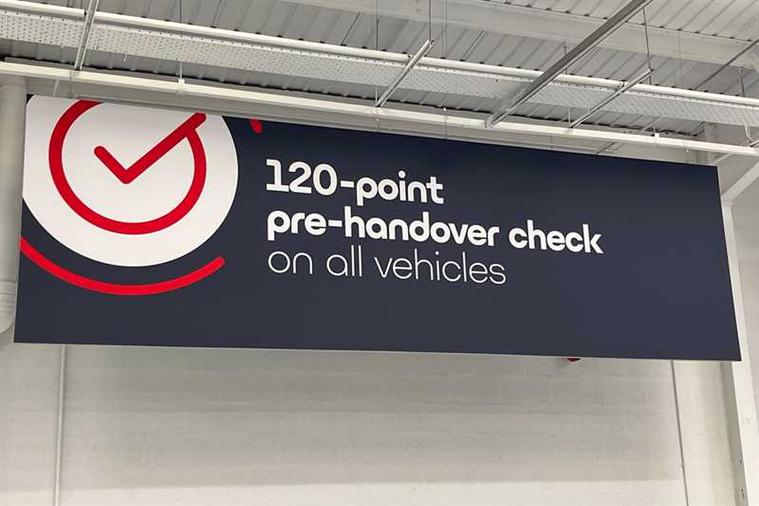 120-point
pre-handover check
on all vehicles